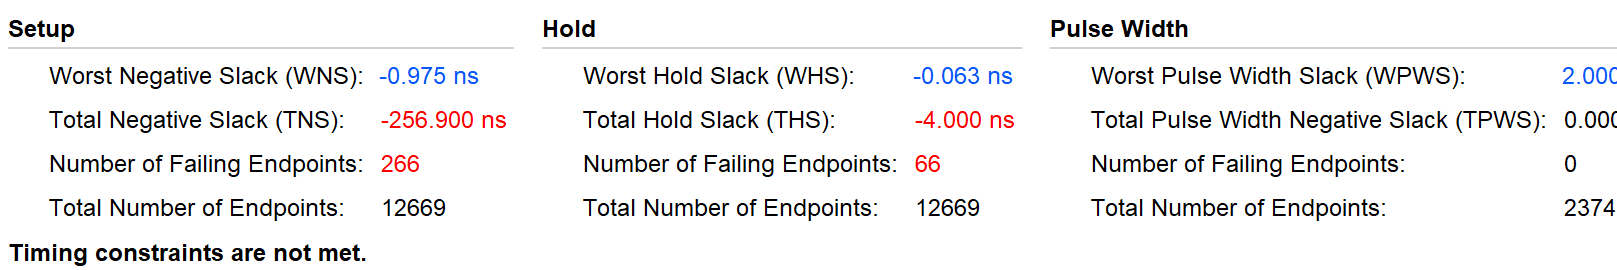 Setup
Worst Negative Slack (WNS): -0.975 ns
Total Negative Slack (TNS): -256.900 ns
Number of Failing Endpoints: 266
Total Number of Endpoints: 12669
Hold
Worst Hold Slack (WHS): -0.063 ns
Total Hold Slack (THS): -4.000 ns
Number of Failing Endpoints: 66
Total Number of Endpoints: 12669
Pulse Width
Worst Pulse Width Slack (WPWS): 2.000
Total Pulse Width Negative Slack (TPWS): 0.000
Number of Failing Endpoints: 0
Total Number of Endpoints: 2374
Timing constraints are not met.